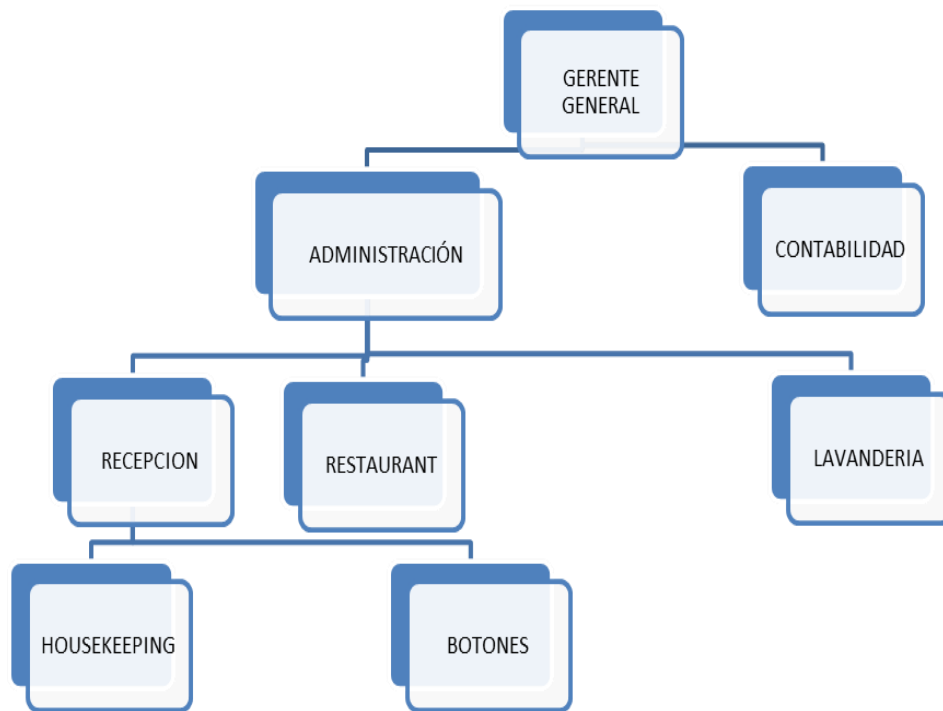 GERENTE
GENERAL
ADMINISTRACIÓN
CONTABILIDAD
RECEPCION
RESTAURANT
LAVANDERIA
HOUSEKEEPING
BOTONES